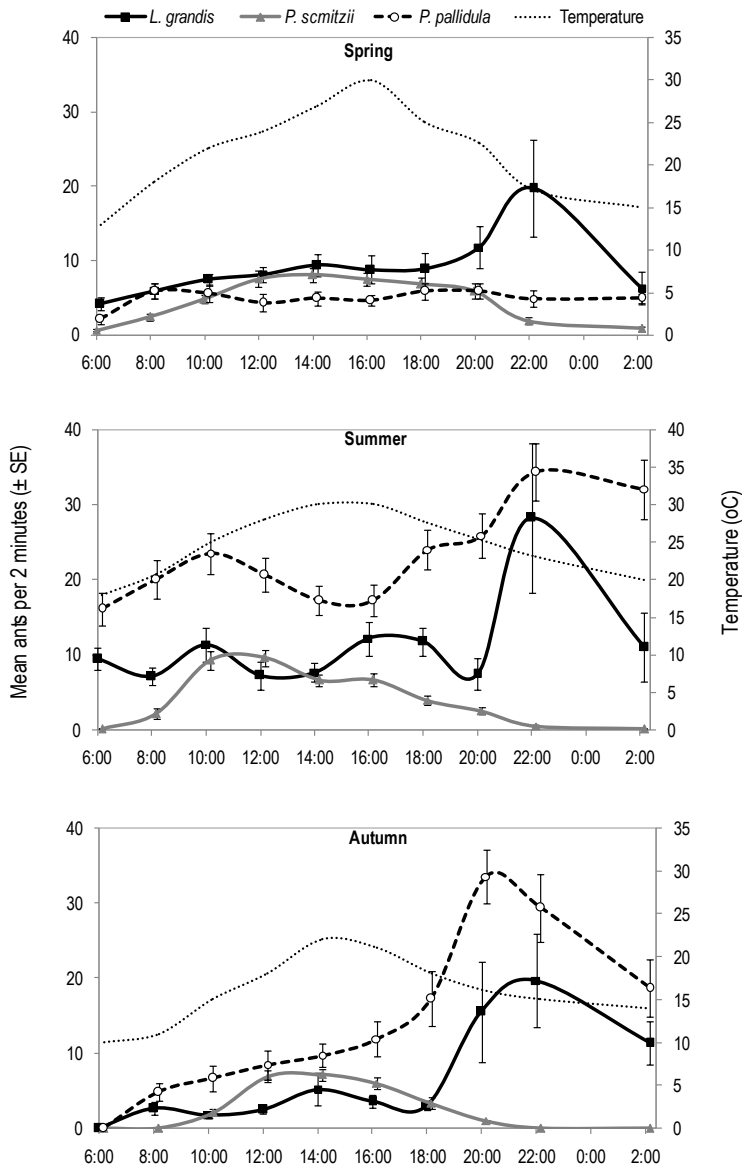 L. grandis P. scmitzii P. pallidula Temperature
Spring
40 35
30
30 25
20
20 15
10
10 5
0 0
6:00 8:00 10:00 12:00 14:00 16:00 18:00 20:00 22:00 0:00 2:00
Mean ants per 2 minutes (± SE)
Temperature (oC)
Summer
40 40
35
30 30
25
20 20
15
10 10
5
0 0
6:00 8:00 10:00 12:00 14:00 16:00 18:00 20:00 22:00 0:00 2:00
Autumn
40 35
30
30 25
20
20 15
10
10 5
0 0
6:00 8:00 10:00 12:00 14:00 16:00 18:00 20:00 22:00 0:00 2:00